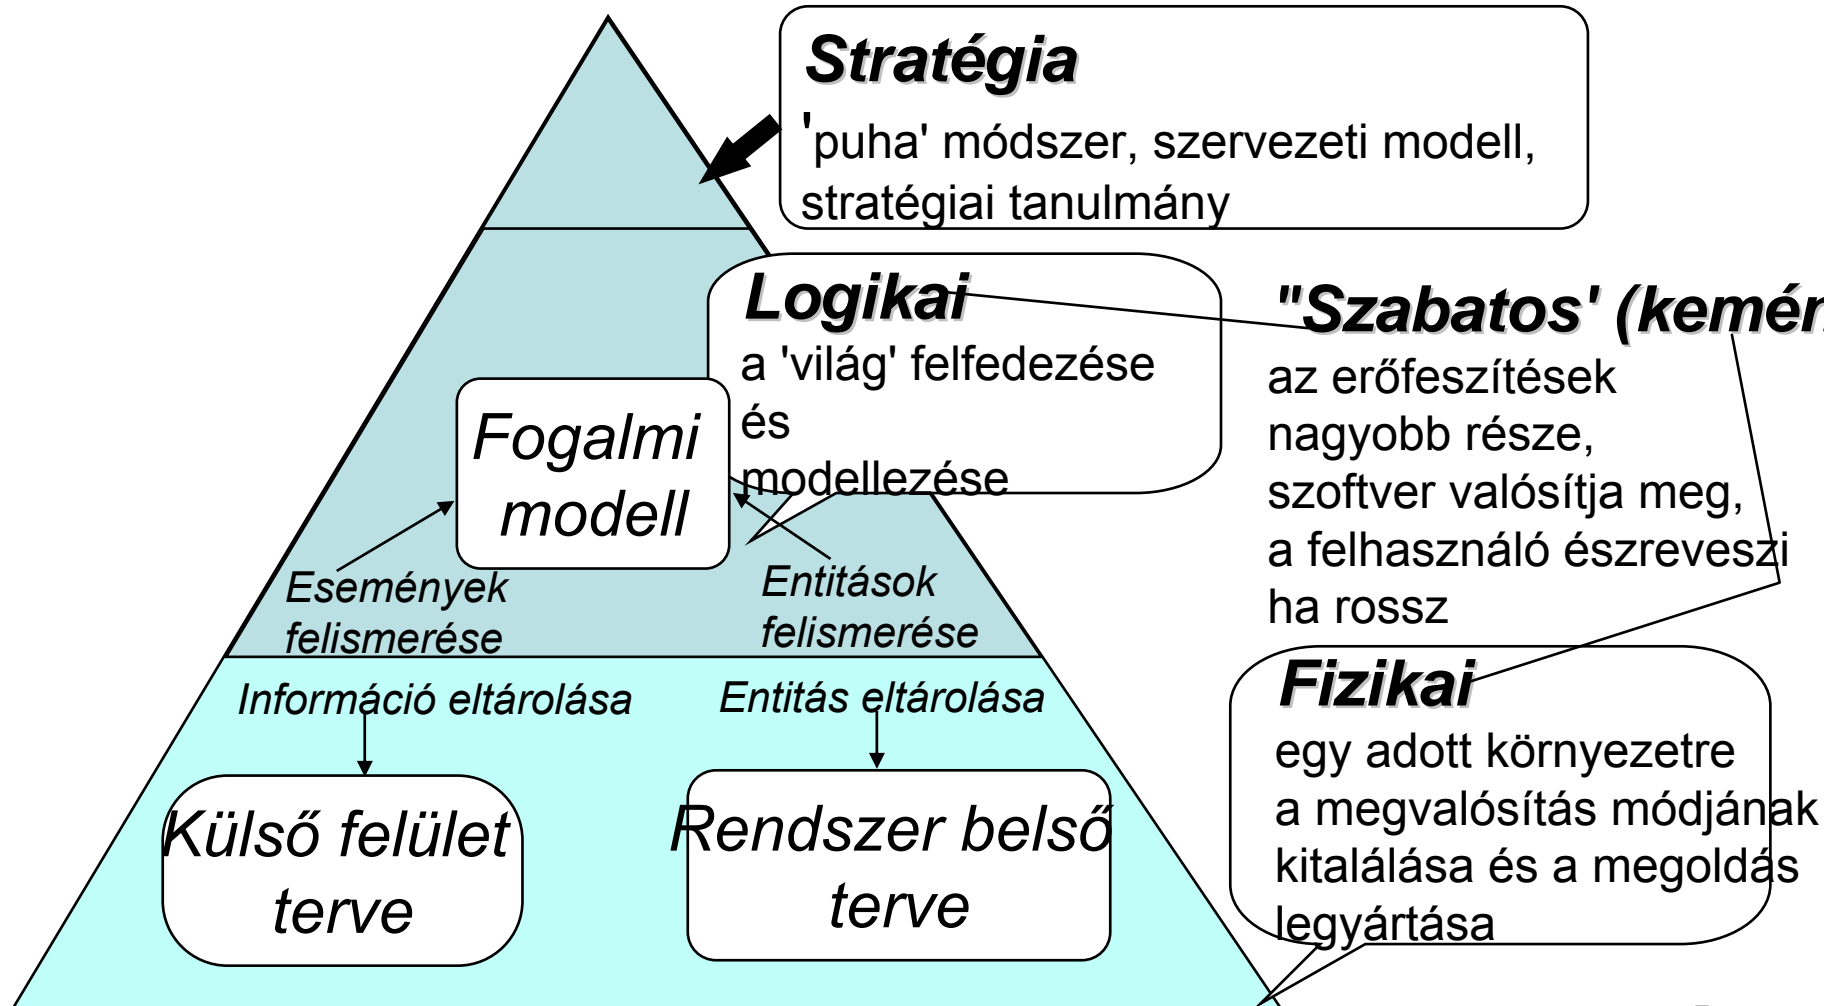 Stratégia
'puha' módszer, szervezeti modell,
stratégiai tanulmány
Logikai
a 'világ' felfedezése
és
modellezése
"Szabatos' (kemén
az erőfeszítések
nagyobb része,
szoftver valósítja meg,
a felhasználó észreveszi
ha rossz
Fogalmi
modell
Események
felismerése
Entitások
felismerése
Információ eltárolása
Entitás eltárolása
Külső felület
terve
Rendszer belső
terve
Fizikai
egy adott környezetre
a megvalósítás módjának
kitalálása és a megoldás
legyártása